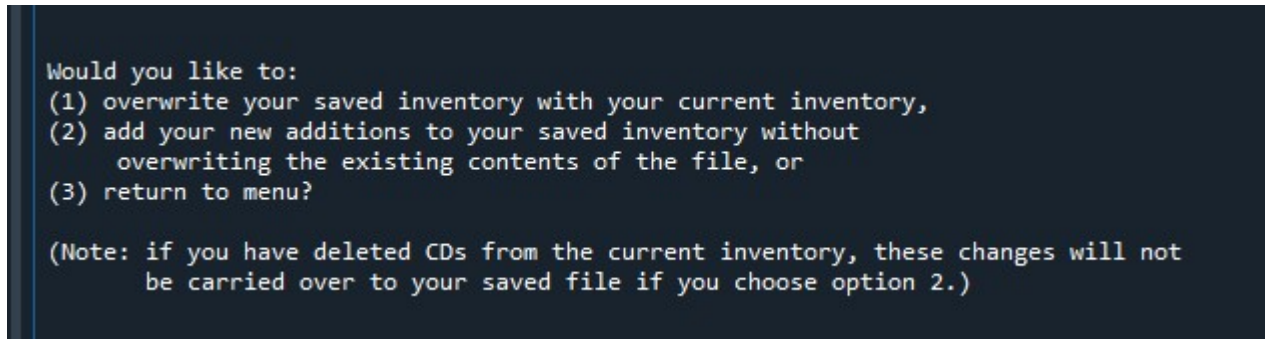 Would you like to:
(1) overwrite your saved inventory with your current inventory,
(2) add your new additions to your saved inventory without
overwriting the existing contents of the file, or
(3) return to menu?
(Note: if you have deleted CDs from the current inventory, these changes will not
be carried over to your saved file if you choose option 2.)